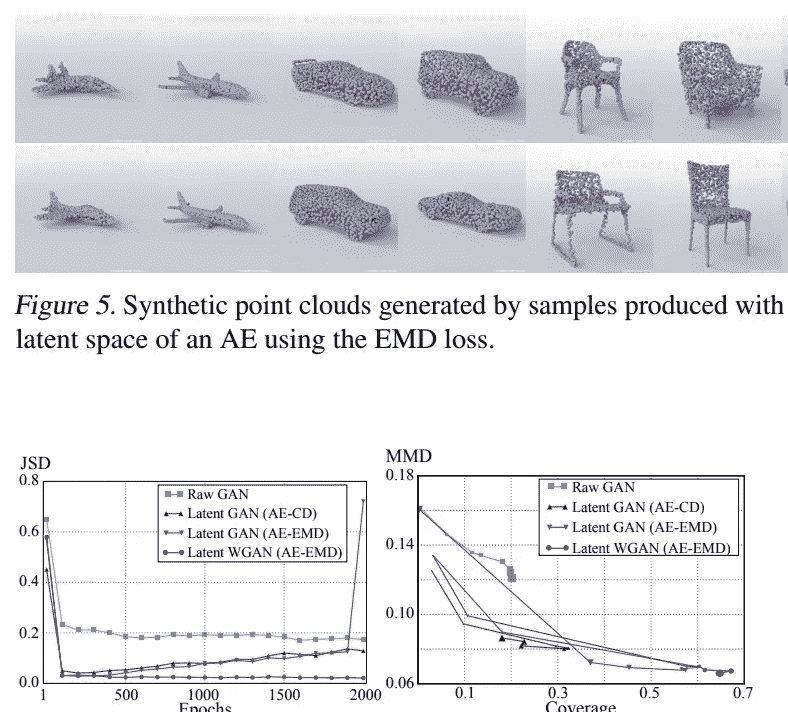 Figure 5. Synthetic point clouds generated by samples produced with
latent space of an AE using the EMD loss.
JSD
0.8
0.6
0.4
0.2
0.0
1
500
1000
1500
2000
Epochs
Raw GAN
Latent GAN (AE-CD)
Latent GAN (AE-EMD)
Latent WGAN (AE-EMD)
MMD
0.18
0.14
0.10
0.06
0.1
0.3
0.5
0.7
Coverage
Raw GAN
Latent GAN (AE-CD)
Latent GAN (AE-EMD)
Latent WGAN (AE-EMD)